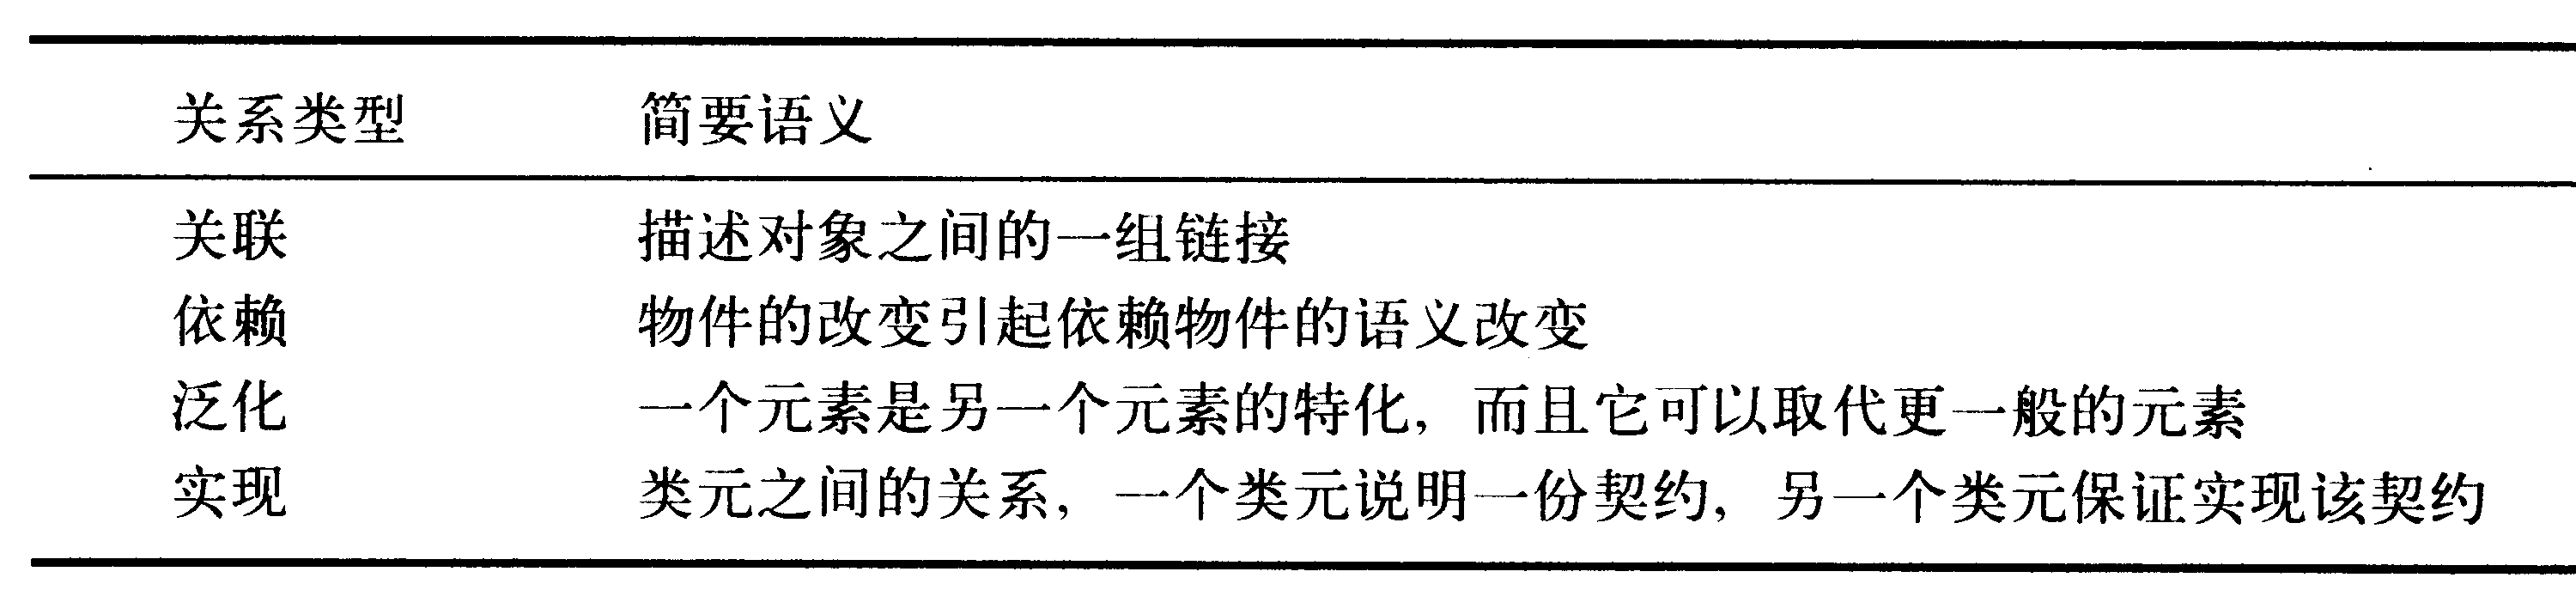 关系类型 简要语义
关联 描述对象之间的一组链接
依赖 物件的改变引起依赖物件的语义改变
泛化 一个元素是另一个元素的特化，而且它可以取代更一般的元素
实现 类元之间的关系，一个类元说明一份契约，另一个类元保证实现该契约